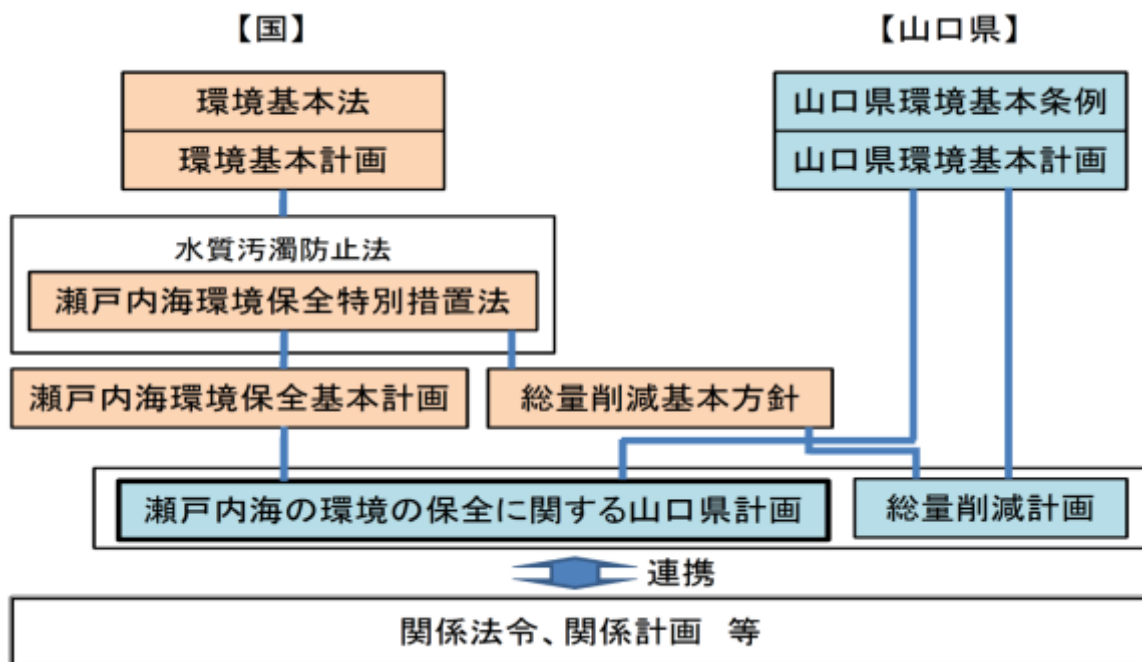 【国】
【山口県】
環境基本法
環境基本計画
山口県環境基本条例
山口県環境基本計画
水質汚濁防止法
瀬戸内海環境保全特別措置法
瀬戸内海環境保全基本計画
総量削減基本方針
瀬戸内海の環境の保全に関する山口県計画
総量削減計画
連携
関係法令、関係計画 等